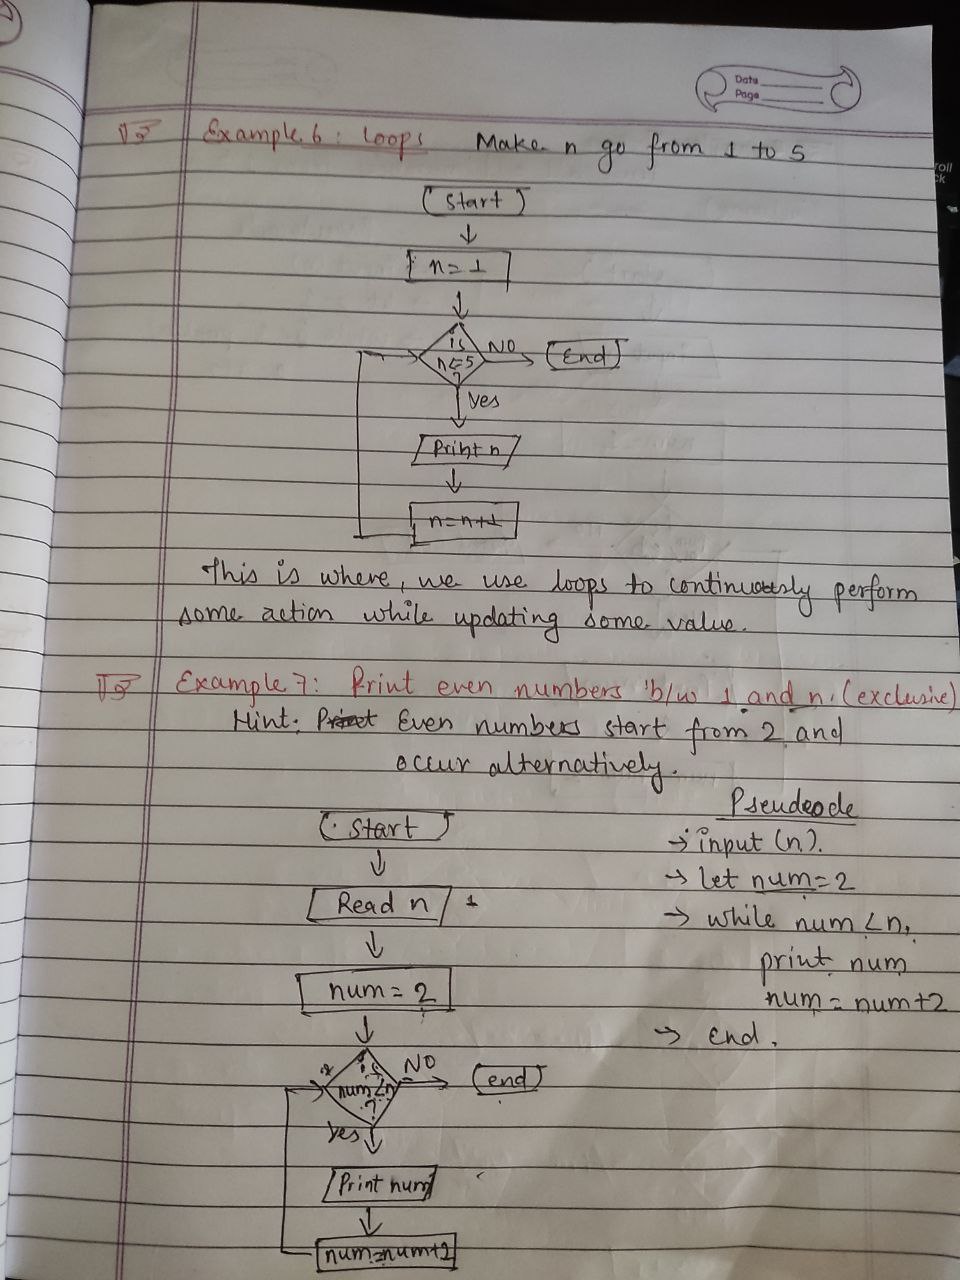 Date
Page
Example 6: Loops Make n go from 1 to 5
Start
n=1
is
n<=5
?
NO
End
Yes
Print n
n=n+1
This is where, we use loops to continuously perform
some action while updating some value.
Example 7: Print even numbers b/w 1 and n. (exclusive)
Hint: Even numbers start from 2 and
occur alternatively.
Start
Read n
num=2
is
num<n
?
NO
end
Yes
Print num
num=num+2
Pseudeode
→ input (n).
→ let num=2
→ while num <n,
print num
num=num+2
→ end.